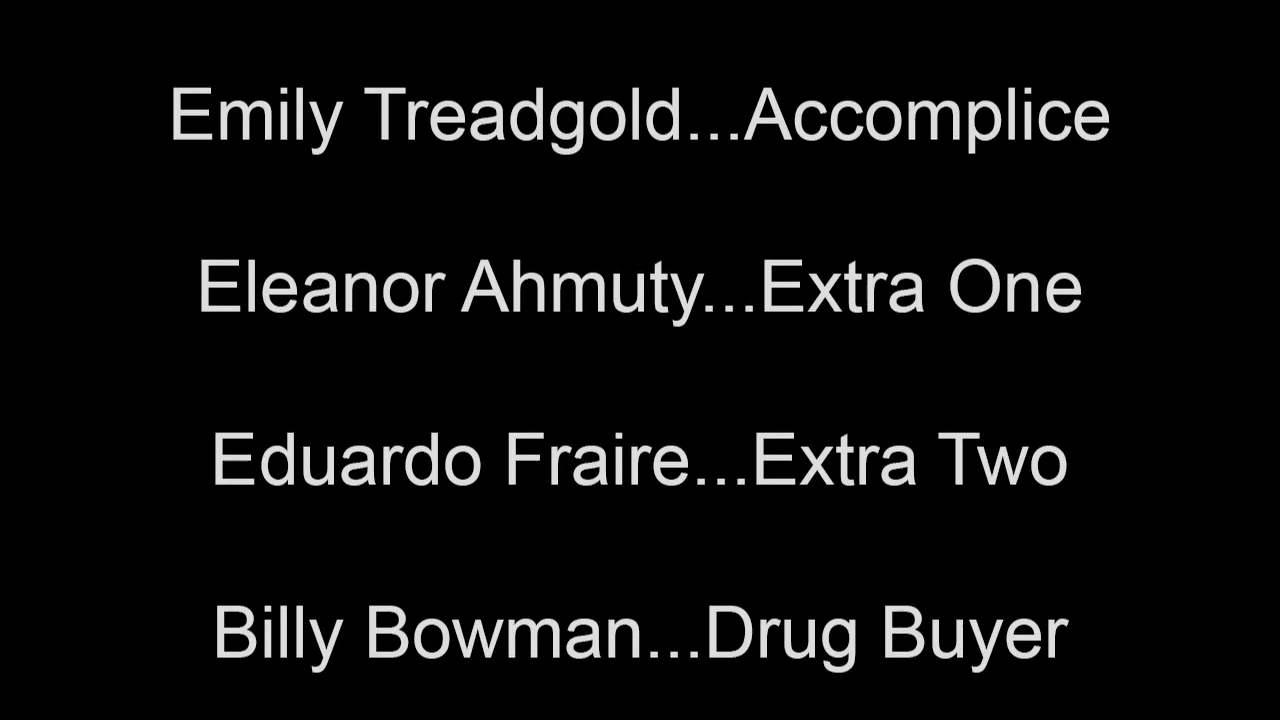 Emily Treadgold...Accomplice
Eleanor Ahmuty...Extra One
Eduardo Fraire...Extra Two
Billy Bowman...Drug Buyer